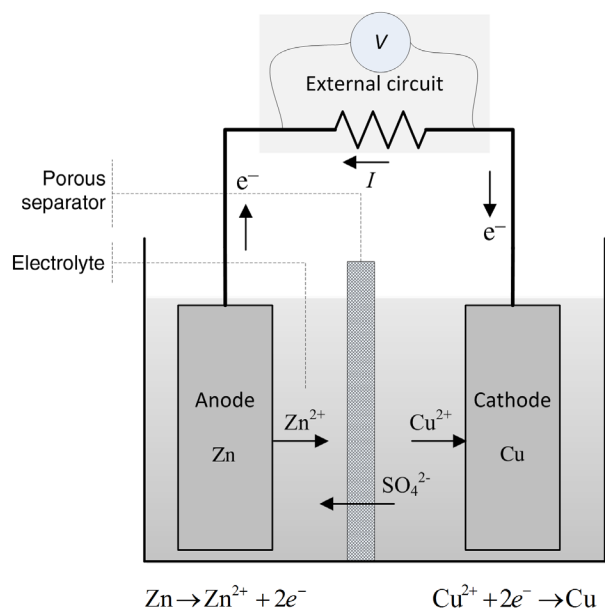 V
External circuit
I
Porous
separator
e⁻
e⁻
Electrolyte
Anode
Zn
Zn²⁺
Cu²⁺
Cathode
Cu
SO₄²⁻
Zn → Zn²⁺ + 2e⁻
Cu²⁺ + 2e⁻ → Cu